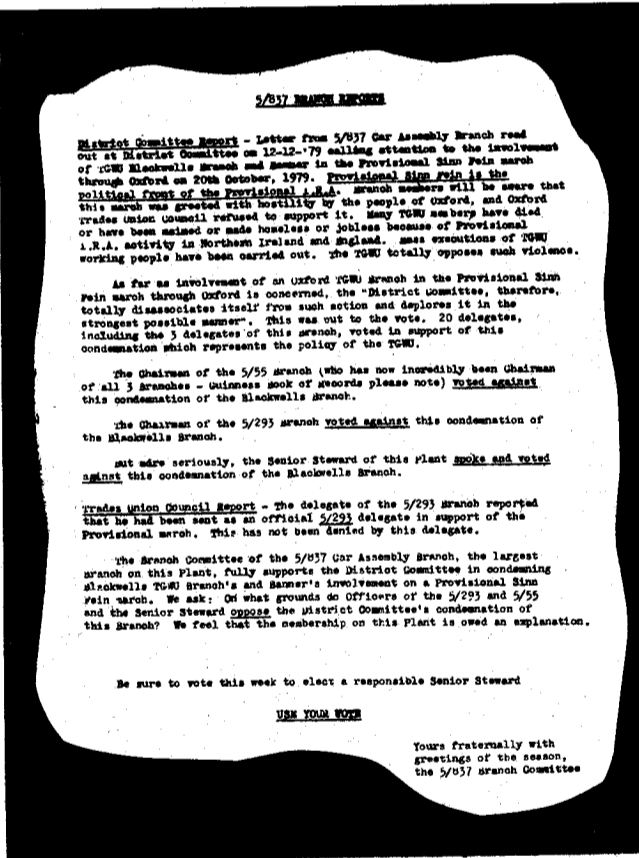 5/837 BRANCH REPORTS
District Committee Report - Letter from 5/837 Car Assembly Branch read
out at District Committee on 12-12-'79 calling attention to the involvement
of TGWU Blackwells Branch and Banner in the Provisional Sinn Fein march
through Oxford on 20th October, 1979. Provisional Sinn Fein is the
political front of the Provisional I.R.A. Branch members will be aware that
this march was greeted with hostility by the people of Oxford, and Oxford
Trades Union Council refused to support it. Many TGWU members have died
or have been maimed or made homeless or jobless because of Provisional
I.R.A. activity in Northern Ireland and England. Mass executions of TGWU
working people have been carried out. The TGWU totally opposes such violence.
As far as involvement of an Oxford TGWU Branch in the Provisional Sinn
Fein march through Oxford is concerned, the "District Committee, therefore,
totally disassociates itself from such action and deplores it in the
strongest possible manner". This was put to the vote. 20 delegates,
including the 3 delegates of this Branch, voted in support of this
condemnation which represents the policy of the TGWU.
The Chairman of the 5/55 Branch (who has now incredibly been Chairman
of all 3 Branches - Guinness Book of Records please note) voted against
this condemnation of the Blackwells Branch.
The Chairman of the 5/293 Branch voted against this condemnation of
the Blackwells Branch.
But more seriously, the Senior Steward of this Plant spoke and voted
against this condemnation of the Blackwells Branch.
Trades Union Council Report - The delegate of the 5/293 Branch reported
that he had been sent as an official 5/293 delegate in support of the
Provisional march. This has not been denied by this delegate.
The Branch Committee of the 5/837 Car Assembly Branch, the largest
Branch on this Plant, fully supports the District Committee in condemning
Blackwells TGWU Branch's and Banner's involvement on a Provisional Sinn
Fein march. We ask: On what grounds do Officers of the 5/293 and 5/55
and the Senior Steward oppose the District Committee's condemnation of
this Branch? We feel that the membership on this Plant is owed an explanation.
Be sure to vote this week to elect a responsible Senior Steward
USE YOUR VOTE
Yours fraternally with
greetings of the season,
the 5/837 Branch Committee